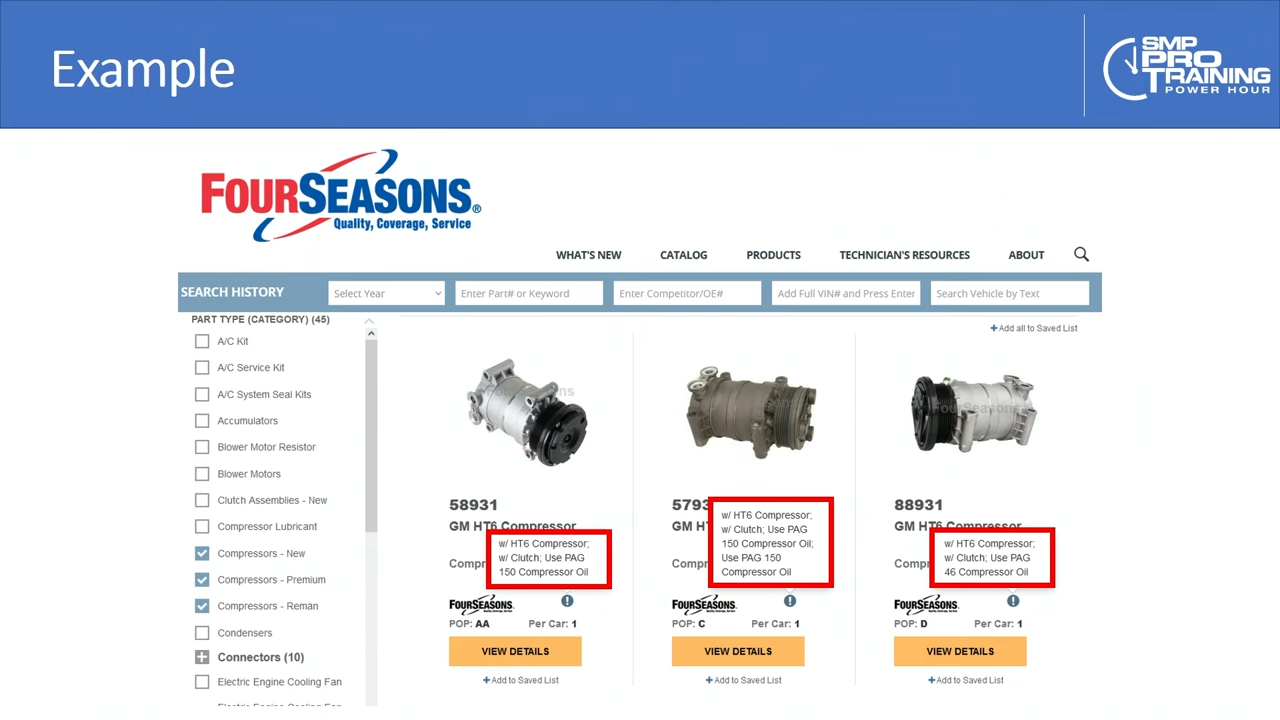 Example
SMP
PRO
TRAINING
POWER HOUR
FOURSEASONS®
Quality, Coverage, Service
WHAT'S NEW CATALOG PRODUCTS TECHNICIAN'S RESOURCES ABOUT
SEARCH HISTORY Select Year Enter Part# or Keyword Enter Competitor/OE# Add Full VIN# and Press Enter Search Vehicle by Text
PART TYPE (CATEGORY) (45)
A/C Kit
A/C Service Kit
A/C System Seal Kits
Accumulators
Blower Motor Resistor
Blower Motors
Clutch Assemblies - New
Compressor Lubricant
Compressors - New
Compressors - Premium
Compressors - Reman
Condensers
Connectors (10)
Electric Engine Cooling Fan
+Add all to Saved List
58931
GM HT6 Compressor
w/ HT6 Compressor;
w/ Clutch; Use PAG
150 Compressor Oil
FOURSEASONS
POP: AA Per Car: 1
VIEW DETAILS
+Add to Saved List
5793
GM HT
w/ HT6 Compressor;
w/ Clutch; Use PAG
150 Compressor Oil;
Use PAG 150
Compressor Oil
FOURSEASONS
POP: C Per Car: 1
VIEW DETAILS
+Add to Saved List
FourSeasons
88931
GM HT6 Compressor
w/ HT6 Compressor;
w/ Clutch; Use PAG
46 Compressor Oil
FOURSEASONS
POP: D Per Car: 1
VIEW DETAILS
+Add to Saved List